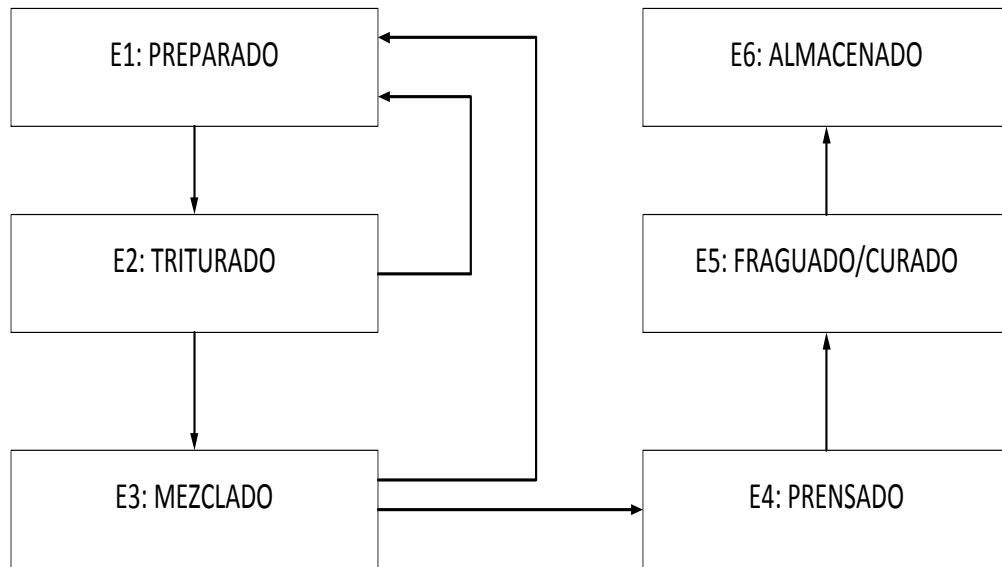 E1: PREPARADO
E6: ALMACENADO
E2: TRITURADO
E5: FRAGUADO/CURADO
E3: MEZCLADO
E4: PRENSADO